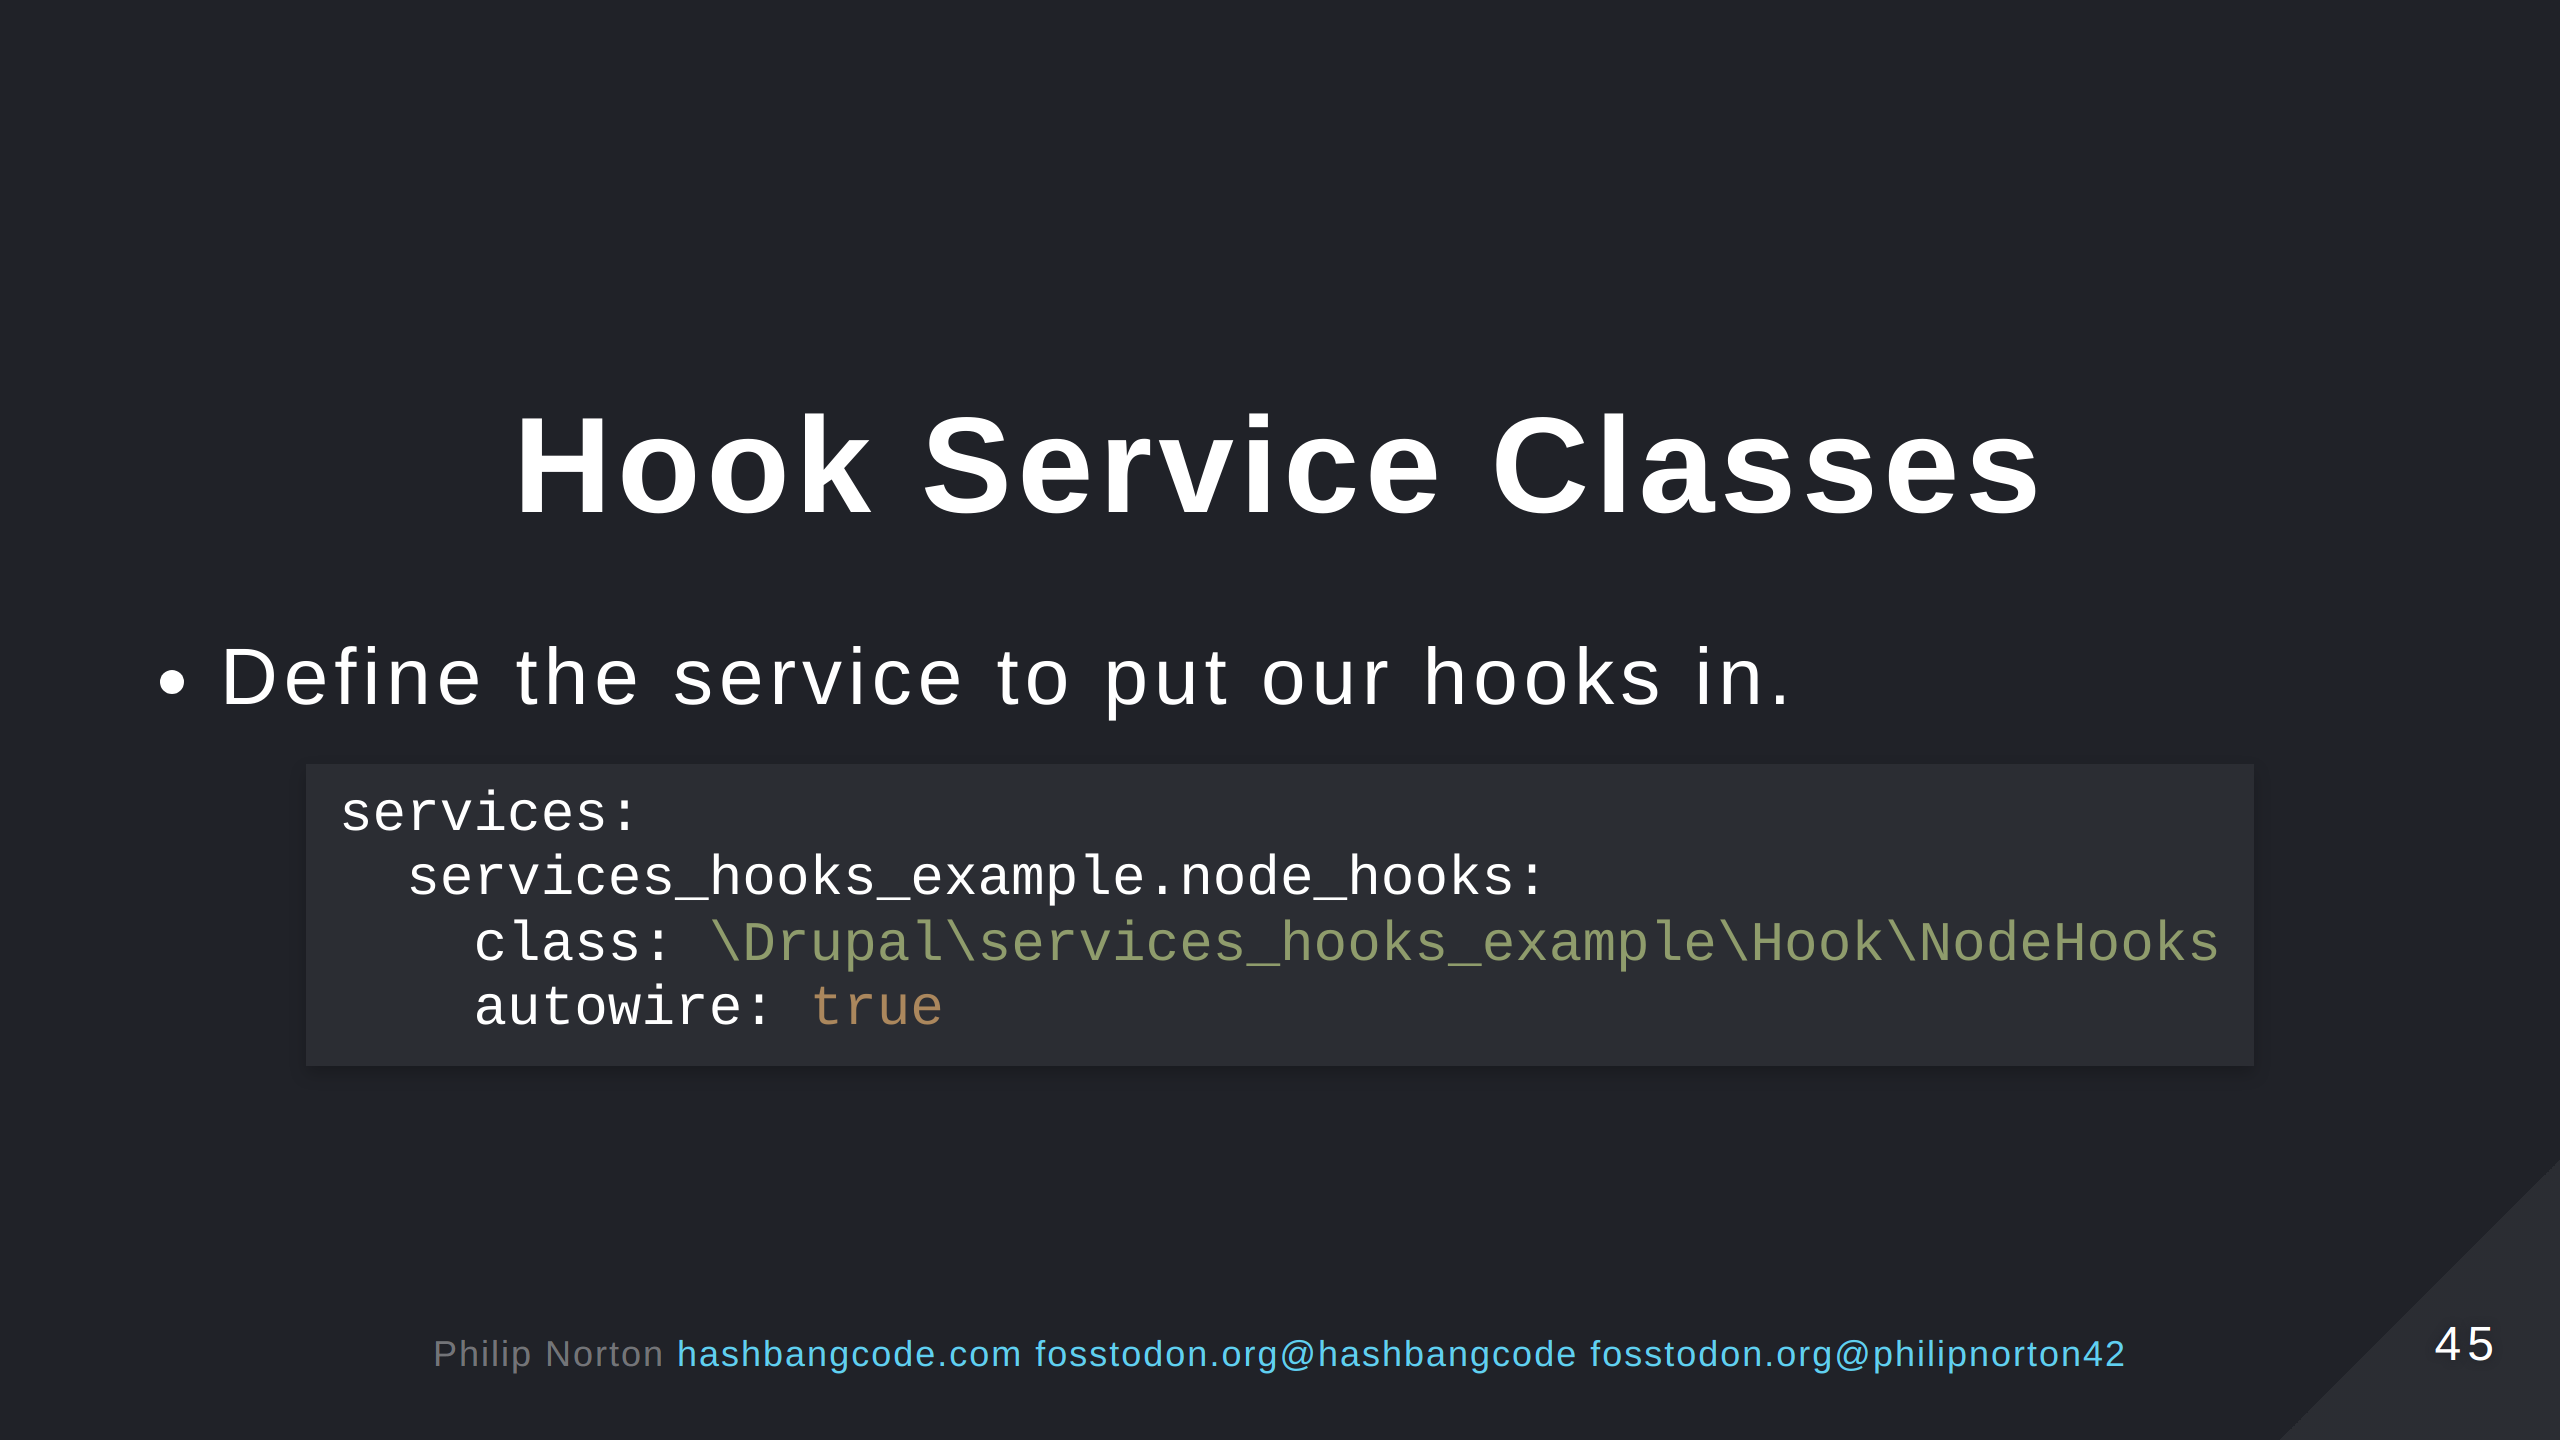 Hook Service Classes
• Define the service to put our hooks in.
services:
  services_hooks_example.node_hooks:
    class: \Drupal\services_hooks_example\Hook\NodeHooks
    autowire: true
Philip Norton hashbangcode.com fosstodon.org@hashbangcode fosstodon.org@philipnorton42
45